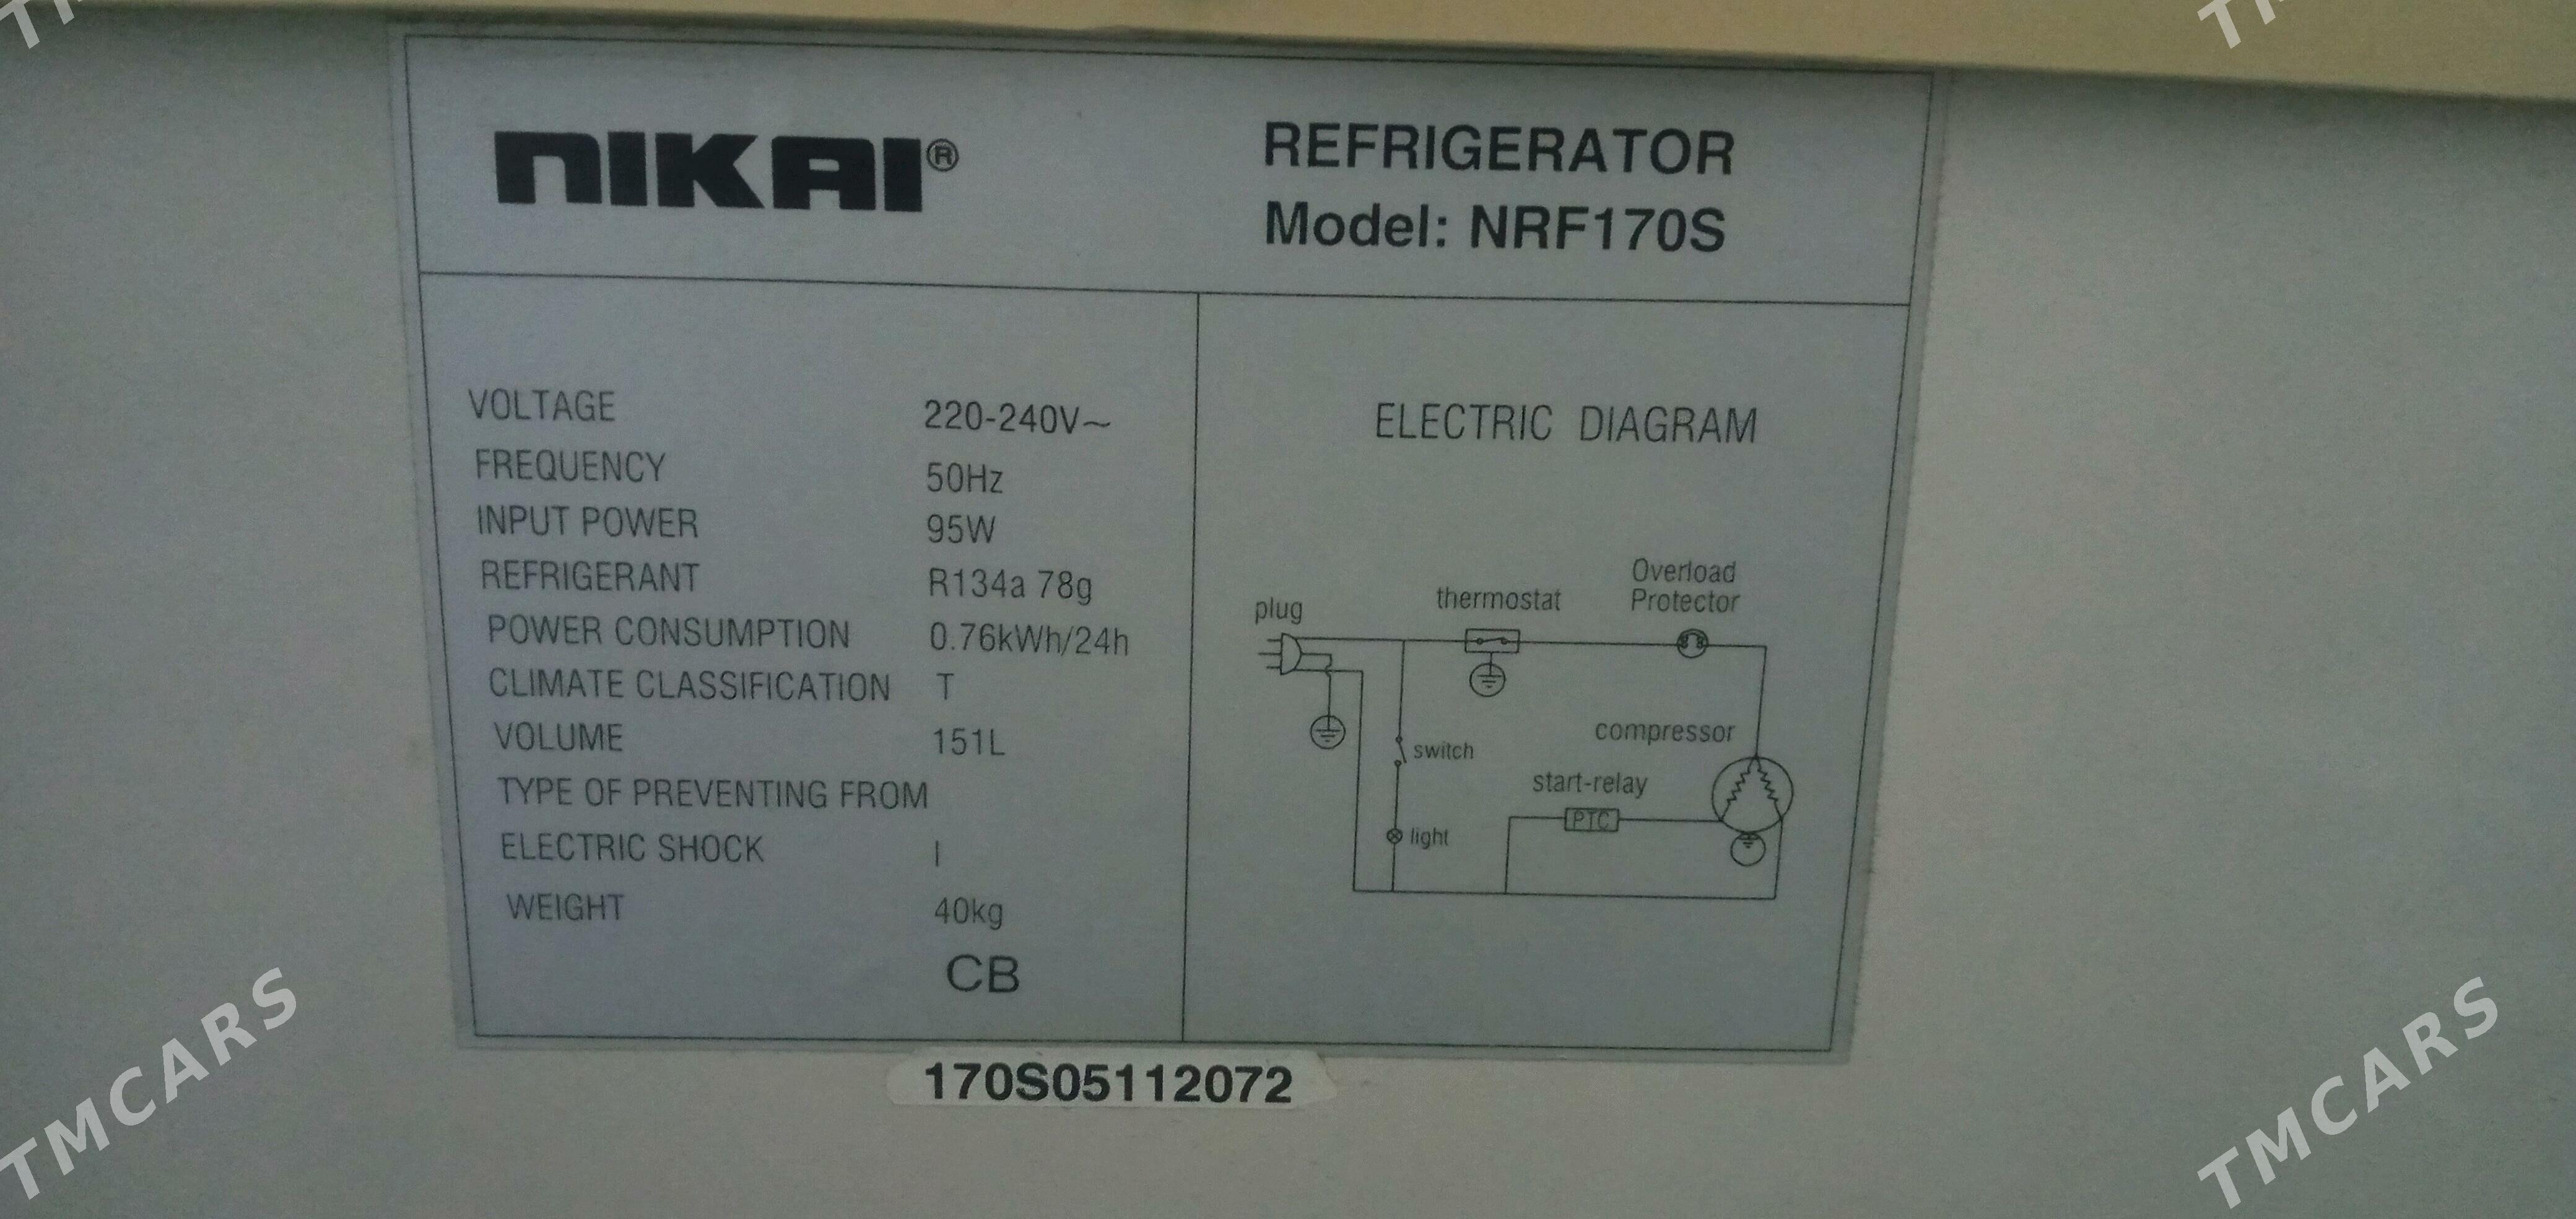 NIKAI®
REFRIGERATOR
Model: NRF170S
VOLTAGE 220-240V~
FREQUENCY 50Hz
INPUT POWER 95W
REFRIGERANT R134a 78g
POWER CONSUMPTION 0.76kWh/24h
CLIMATE CLASSIFICATION T
VOLUME 151L
TYPE OF PREVENTING FROM
ELECTRIC SHOCK I
WEIGHT 40kg
CB
ELECTRIC DIAGRAM
plug
thermostat
Overload
Protector
switch
compressor
start-relay
PTC
light
170S05112072
TMCARS
TMCARS